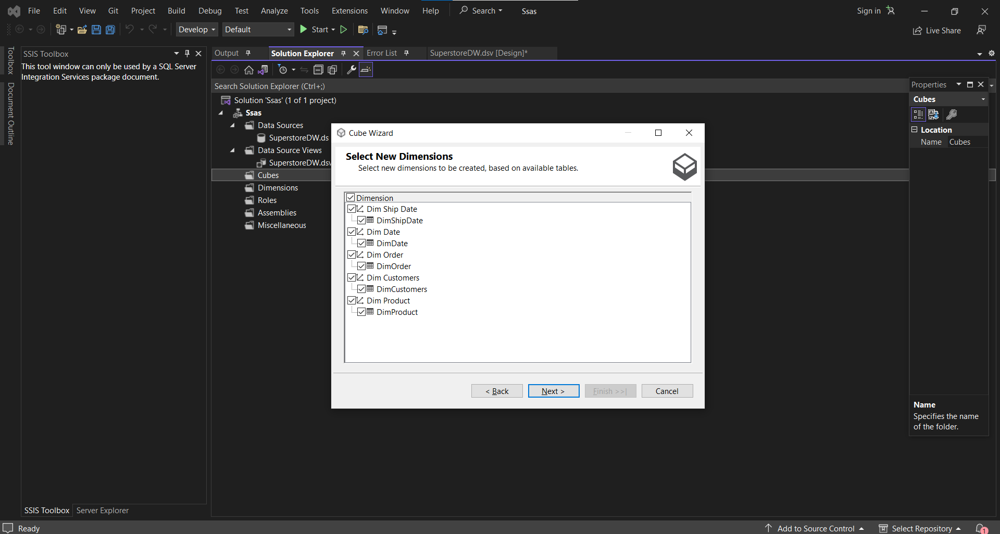 File Edit View Git Project Build Debug Test Analyze Tools Extensions Window Help Search Ssas Sign in
Develop Default Start Live Share
Toolbox
Document Outline
SSIS Toolbox
This tool window can only be used by a SQL Server
Integration Services package document.
SSIS Toolbox Server Explorer
Output Solution Explorer Error List SuperstoreDW.dsv [Design]*
Search Solution Explorer (Ctrl+;)
Solution 'Ssas' (1 of 1 project)
Ssas
Data Sources
SuperstoreDW.ds
Data Source Views
SuperstoreDW.dsv
Cubes
Dimensions
Roles
Assemblies
Miscellaneous
Cube Wizard
Select New Dimensions
Select new dimensions to be created, based on available tables.
Dimension
Dim Ship Date
DimShipDate
Dim Date
DimDate
Dim Order
DimOrder
Dim Customers
DimCustomers
Dim Product
DimProduct
< Back Next > Finish >>| Cancel
Properties
Cubes
Location
Name Cubes
Name
Specifies the name
of the folder.
Ready Add to Source Control Select Repository 1